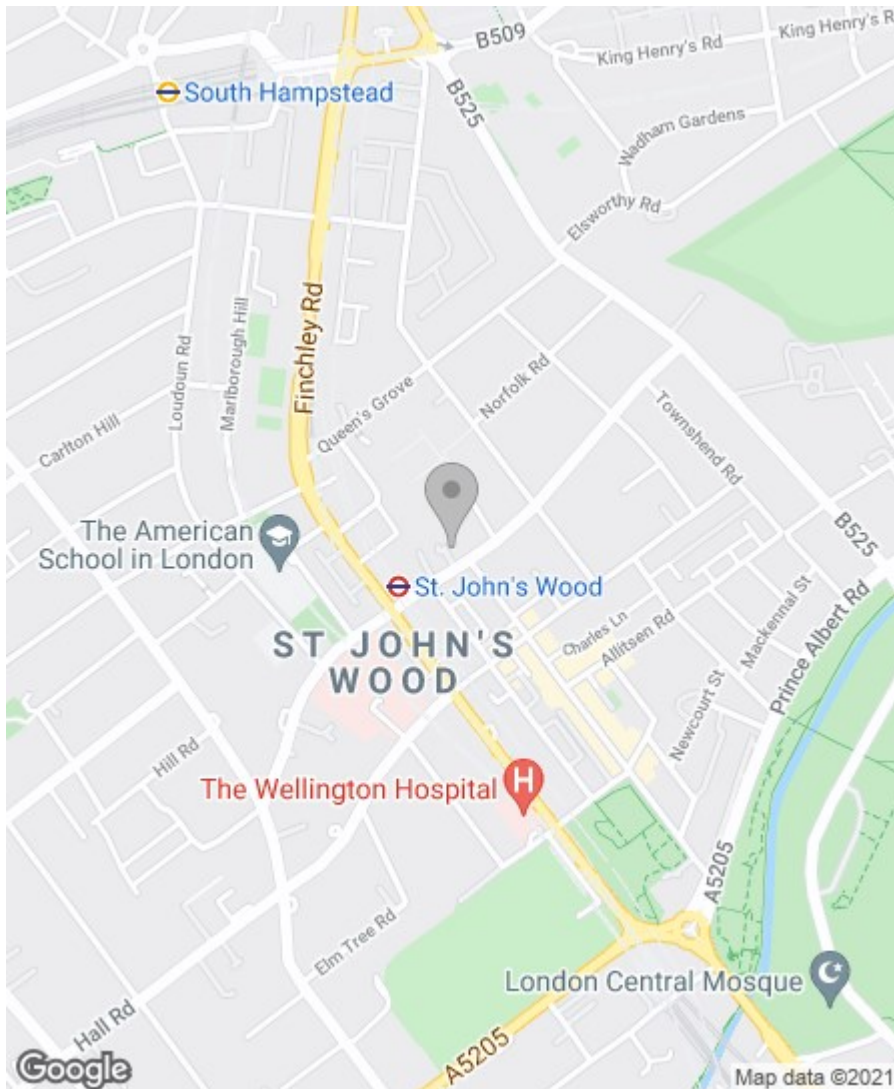 B509
King Henry's Rd
King Henry's Rd
South Hampstead
B525
Wadham Gardens
Elsworthy Rd
Finchley Rd
Marlborough Hill
Loudoun Rd
Norfolk Rd
Queen's Grove
Carlton Hill
Townshend Rd
The American
School in London
B525
St. John's Wood
ST JOHN'S
WOOD
Charles Ln
Allitsen Rd
Mackennal St
Prince Albert Rd
Newcourt St
Hill Rd
The Wellington Hospital
H
A5205
Elm Tree Rd
London Central Mosque
Hall Rd
A5205
Google
Map data ©2021